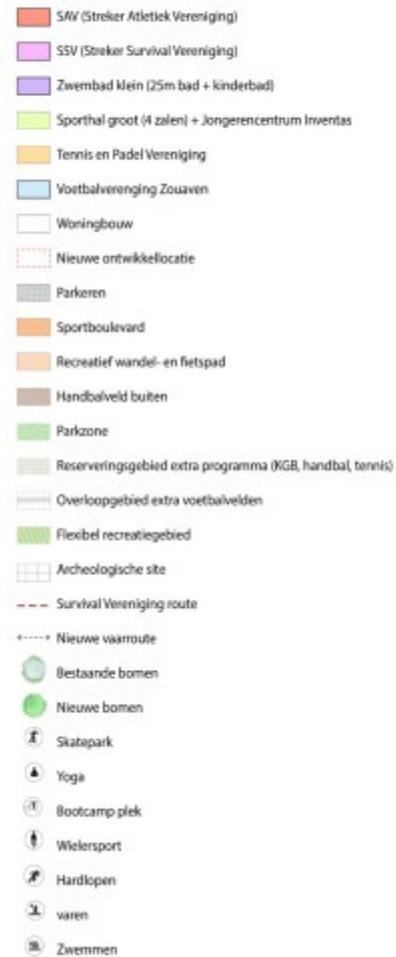 SAV (Streker Atletiek Vereniging)
SSV (Streker Survival Vereniging)
Zwembad klein (25m bad + kinderbad)
Sporthal groot (4 zalen) + Jongerencentrum Inventas
Tennis en Padel Vereniging
Voetbalverenging Zouaven
Woningbouw
Nieuwe ontwikkellocatie
Parkeren
Sportboulevard
Recreatief wandel- en fietspad
Handbalveld buiten
Parkzone
Reserveringsgebied extra programma (KGB, handbal, tennis)
Overloopgebied extra voetbalvelden
Flexibel recreatiegebied
Archeologische site
Survival Vereniging route
Nieuwe vaarroute
Bestaande bomen
Nieuwe bomen
Skatepark
Yoga
Bootcamp plek
Wielersport
Hardlopen
varen
Zwemmen